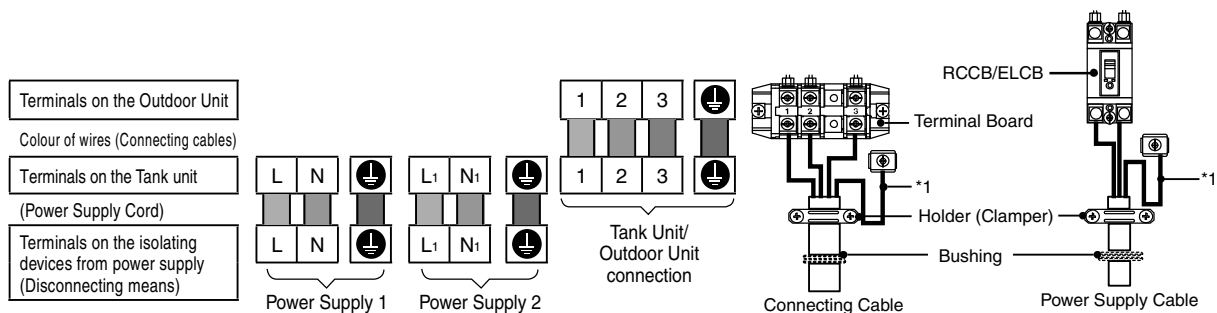 Terminals on the Outdoor Unit
Colour of wires (Connecting cables)
Terminals on the Tank unit
(Power Supply Cord)
Terminals on the isolating
devices from power supply
(Disconnecting means)
L N
L N
Power Supply 1
L1 N1
L1 N1
Power Supply 2
1 2 3
1 2 3
Tank Unit/
Outdoor Unit
connection
1 2 3
Terminal Board
*1
Holder (Clamper)
Bushing
Connecting Cable
RCCB/ELCB
*1
Power Supply Cable